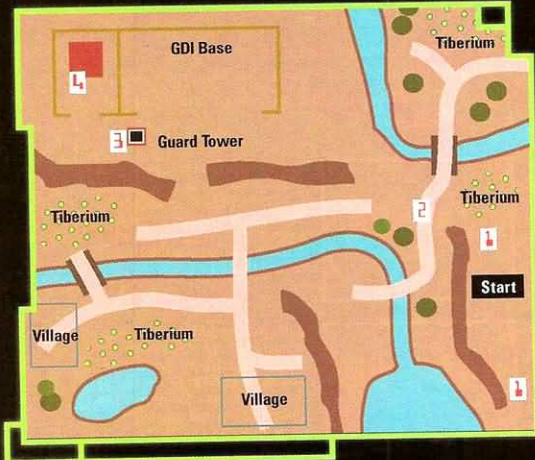 GDI Base
Tiberium
4
3
Guard Tower
Tiberium
2
Tiberium
1
Start
Village
Tiberium
Village
1